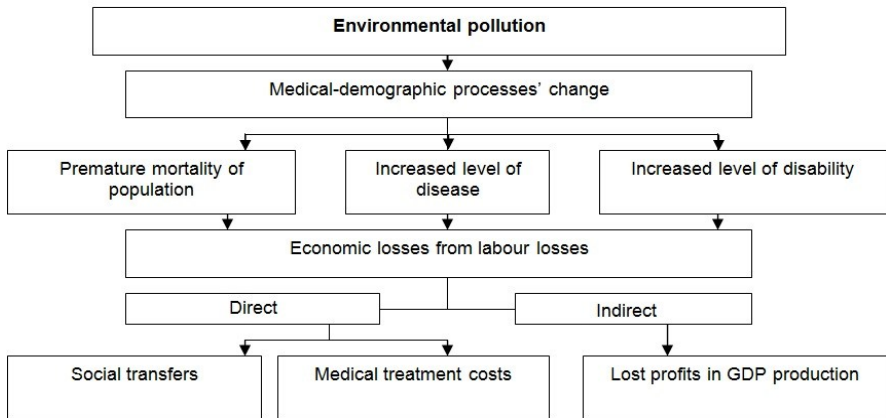 Environmental pollution
Medical-demographic processes' change
Premature mortality of
population
Increased level of
disease
Increased level of disability
Economic losses from labour losses
Direct
Indirect
Social transfers
Medical treatment costs
Lost profits in GDP production